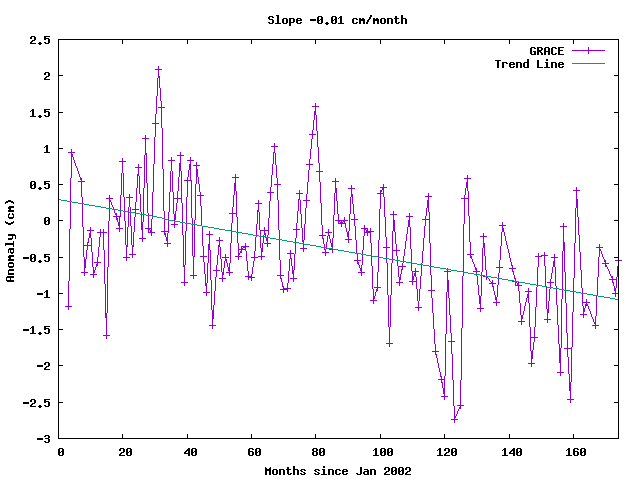 Slope -0.01 cm/month
GRACE
Trend Line
2.5
2
1.5
1
0.5
0
-0.5
-1
-1.5
-2
-2.5
-3
Anomaly (cm)
0 20 40 60 80 100 120 140 160
Months since Jan 2002